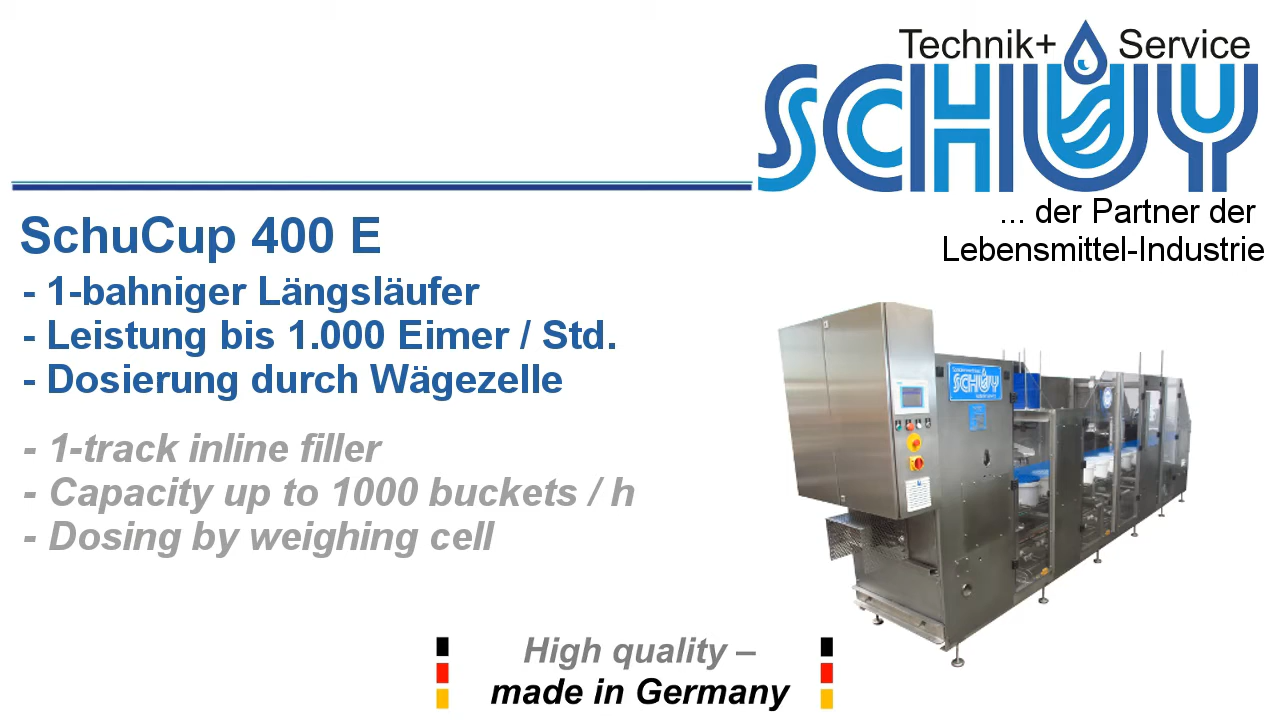 Technik+ Service
SCHUY
... der Partner der
Lebensmittel-Industrie
SchuCup 400 E
- 1-bahniger Längsläufer
- Leistung bis 1.000 Eimer / Std.
- Dosierung durch Wägezelle
- 1-track inline filler
- Capacity up to 1000 buckets / h
- Dosing by weighing cell
SCHUY
High quality –
made in Germany